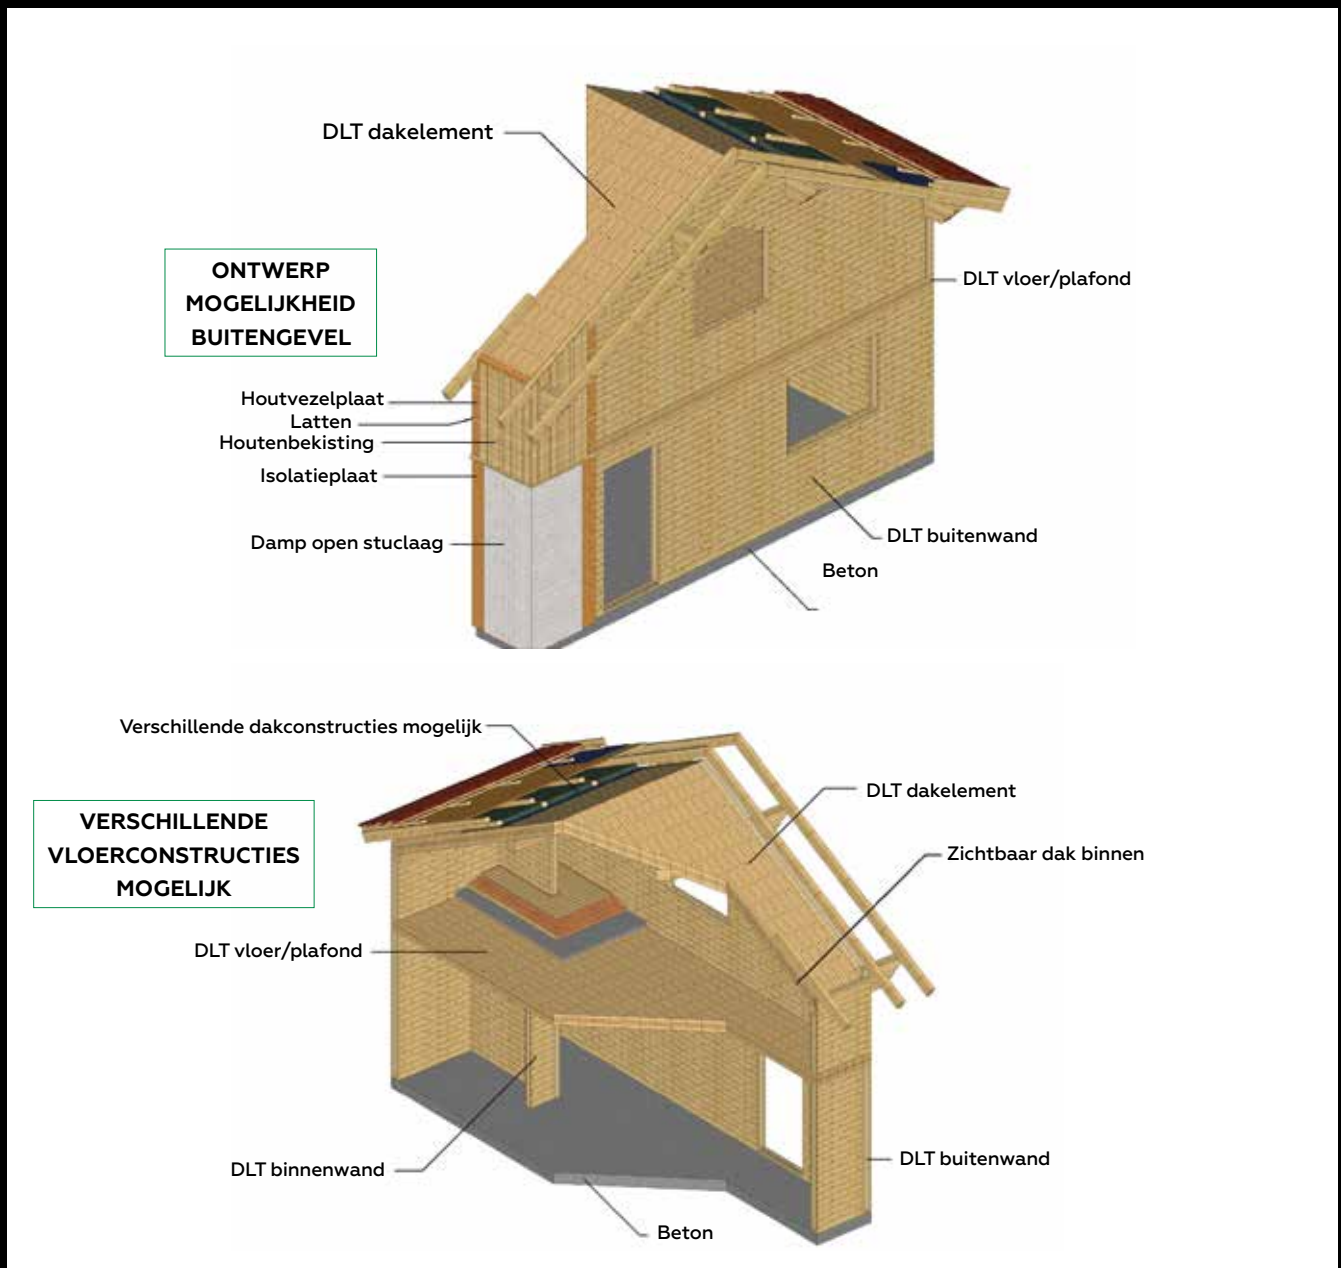 DLT dakelement
ONTWERP
MOGELIJKHEID
BUITENGEVEL
DLT vloer/plafond
Houtvezelplaat
Latten
Houtenbekisting
Isolatieplaat
Damp open stuclaag
DLT buitenwand
Beton
Verschillende dakconstructies mogelijk
DLT dakelement
VERSCHILLENDE
VLOERCONSTRUCTIES
MOGELIJK
Zichtbaar dak binnen
DLT vloer/plafond
DLT binnenwand
DLT buitenwand
Beton